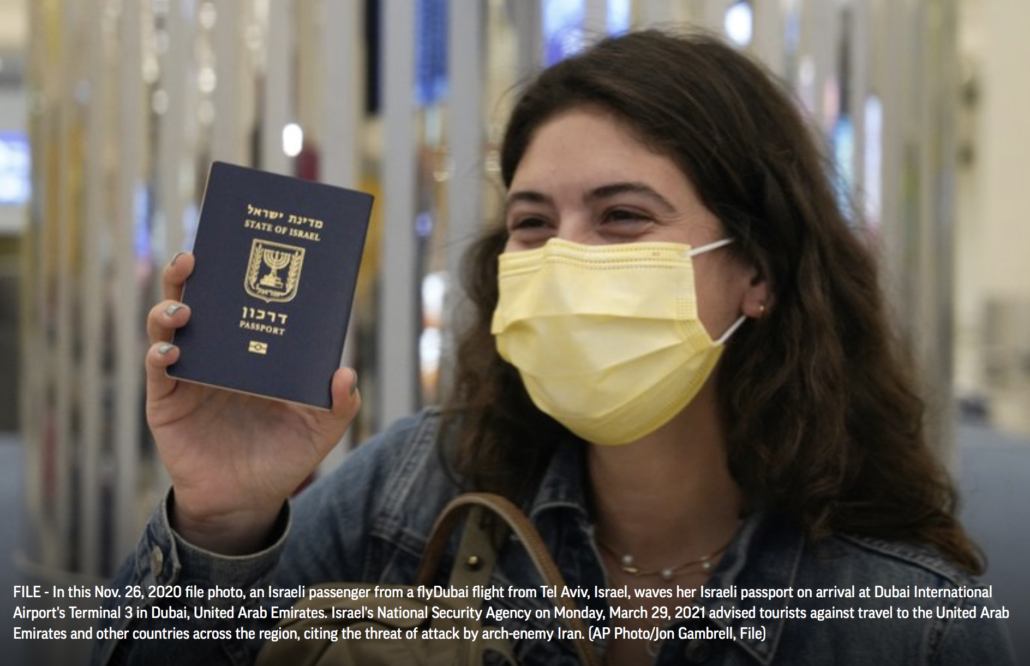 מדינת ישראל
STATE OF ISRAEL
ישראל
דרכון
PASSPORT
FILE - In this Nov. 26, 2020 file photo, an Israeli passenger from a flyDubai flight from Tel Aviv, Israel, waves her Israeli passport on arrival at Dubai International
Airport's Terminal 3 in Dubai, United Arab Emirates. Israel's National Security Agency on Monday, March 29, 2021 advised tourists against travel to the United Arab
Emirates and other countries across the region, citing the threat of attack by arch-enemy Iran. (AP Photo/Jon Gambrell, File)